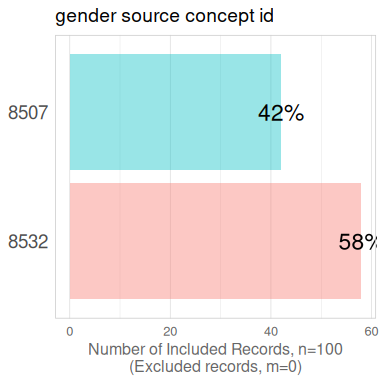 gender source concept id
8507
42%
8532
58%
0
20
40
60
Number of Included Records, n=100
(Excluded records, m=0)